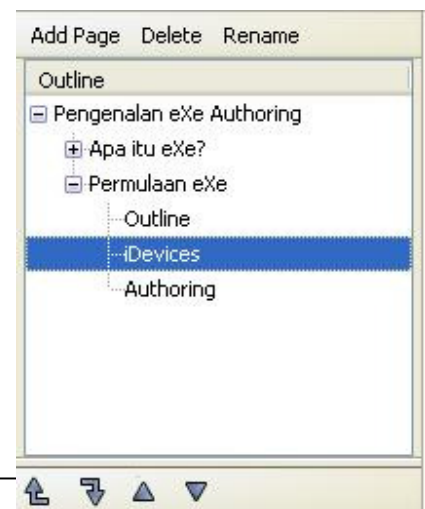 Add Page Delete Rename
Outline
Pengenalan eXe Authoring
Apa itu eXe?
Permulaan eXe
Outline
iDevices
Authoring